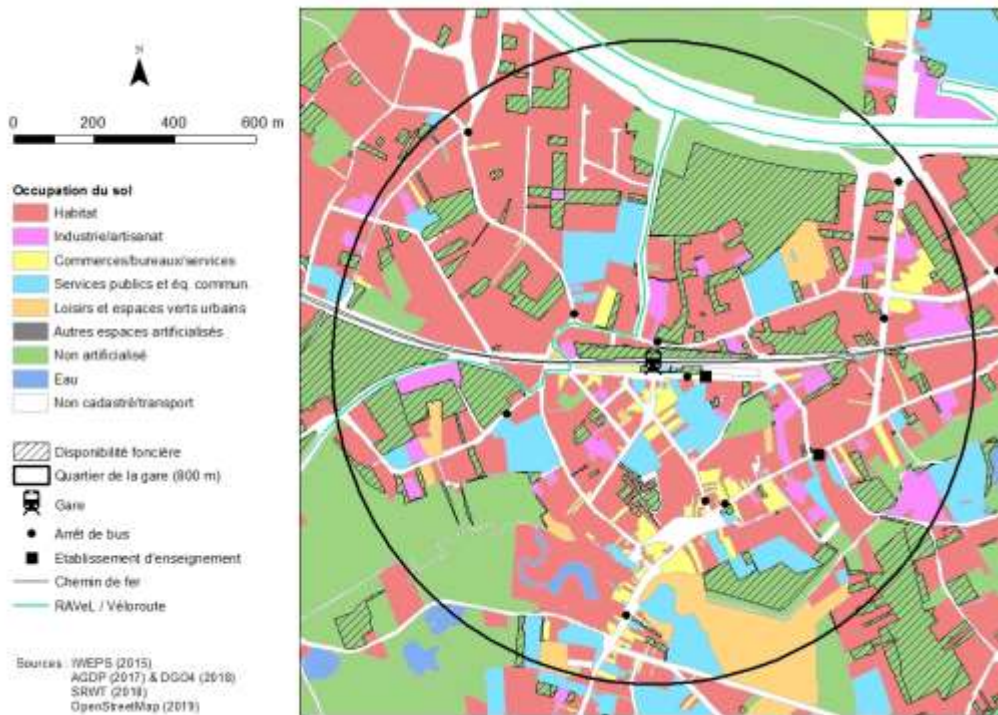 N
0 200 400 600 m
Occupation du sol
Habitat
Industrie/artisanat
Commerces/bureaux/services
Services publics et éq. commun.
Loisirs et espaces verts urbains
Autres espaces artificialisés
Non artificialisé
Eau
Non cadastré/transport
Disponibilité foncière
Quartier de la gare (800 m)
Gare
Arrêt de bus
Etablissement d'enseignement
Chemin de fer
RAVeL / Véloroute
Sources : IWEPS (2015)
AGDP (2017) & DGO4 (2018)
SRWT (2018)
OpenStreetMap (2019)